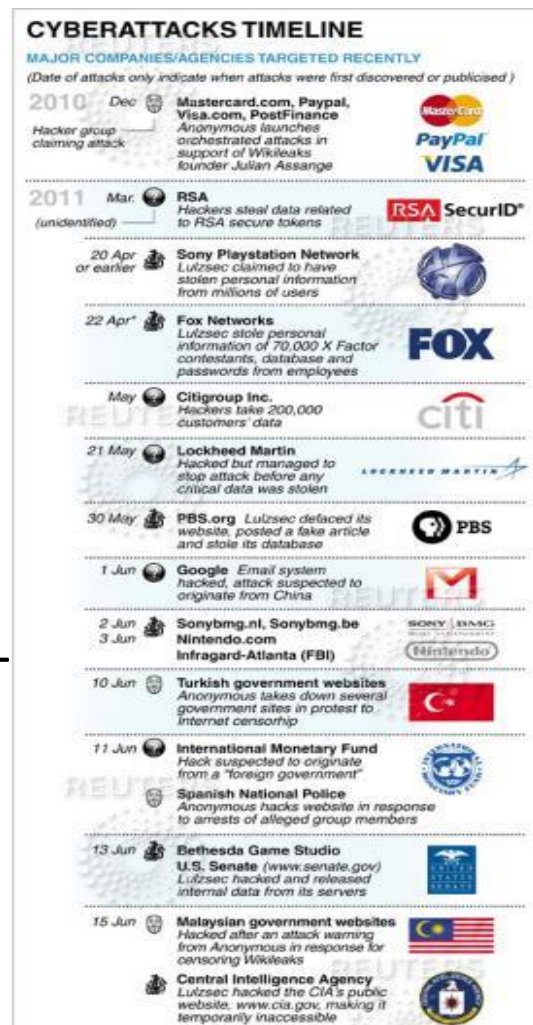 CYBERATTACKS TIMELINE
MAJOR COMPANIES/AGENCIES TARGETED RECENTLY
(Date of attacks only indicate when attacks were first discovered or publicised )
2010 Dec
Hacker group
claiming attack
Mastercard.com, Paypal,
Visa.com, PostFinance
Anonymous launches
orchestrated attacks in
support of Wikileaks
founder Julian Assange
MasterCard
PayPal
VISA
2011 Mar.
(unidentified)
RSA
Hackers steal data related
to RSA secure tokens
RSA SecurID®
20 Apr
or earlier
Sony Playstation Network
Lulzsec claimed to have
stolen personal information
from millions of users
22 Apr*
Fox Networks
Lulzsec stole personal
information of 70,000 X Factor
contestants, database and
passwords from employees
FOX
May
Citigroup Inc.
Hackers take 200,000
customers' data
citi
21 May
Lockheed Martin
Hacked but managed to
stop attack before any
critical data was stolen
LOCKHEED MARTIN
30 May
PBS.org Lulzsec defaced its
website, posted a fake article
and stole its database
PBS
1 Jun
Google Email system
hacked, attack suspected to
originate from China
2 Jun
3 Jun
Sonybmg.nl, Sonybmg.be
Nintendo.com
Infragard-Atlanta (FBI)
SONY BMG
Nintendo
10 Jun
Turkish government websites
Anonymous takes down several
government sites in protest to
Internet censorhip
11 Jun
International Monetary Fund
Hack suspected to originate
from a "foreign government"
INTERNATIONAL MONETARY FUND
Spanish National Police
Anonymous hacks website in response
to arrests of alleged group members
13 Jun
Bethesda Game Studio
U.S. Senate (www.senate.gov)
Lulzsec hacked and released
internal data from its servers
UNITED
STATES
SENATE
15 Jun
Malaysian government websites
Hacked after an attack warning
from Anonymous in response for
censoring Wikileaks
Central Intelligence Agency
Lulzsec hacked the CIA's public
website, www.cia.gov, making it
temporarily inaccessible
REUTERS
REUTERS
REUTERS
REUTERS
REUTERS